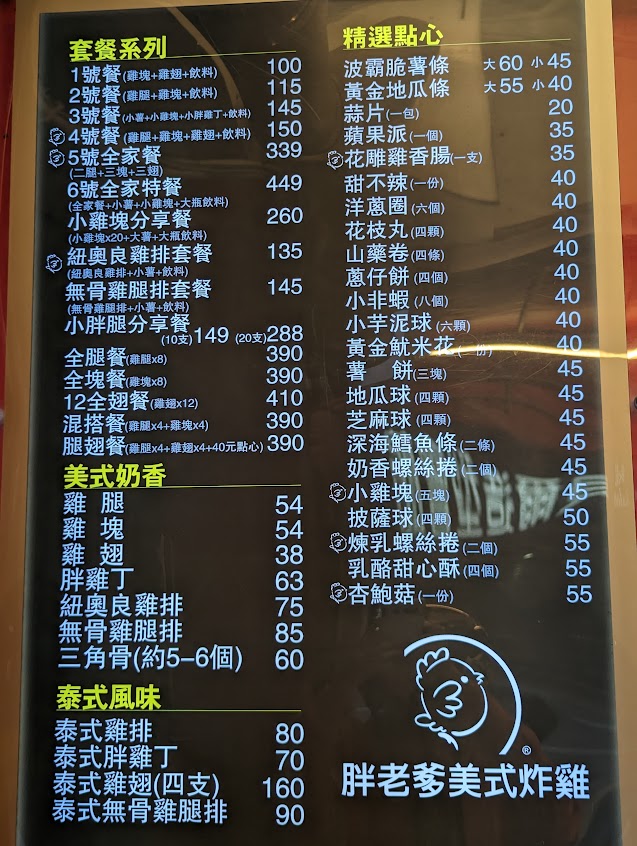 套餐系列
1號餐(雞塊+雞翅+飲料) 100
2號餐(雞腿+雞塊+飲料) 115
3號餐(小薯+小雞塊+小胖雞丁+飲料) 145
4號餐(雞腿+雞塊+雞翅+飲料) 150
5號全家餐 339
(二腿+三塊+三翅)
6號全家特餐 449
(全家餐+小薯+小雞塊+大瓶飲料)
小雞塊分享餐 260
(小雞塊x20+大薯+大瓶飲料)
紐奧良雞排套餐 135
(紐奧良雞排+小薯+飲料)
無骨雞腿排套餐 145
(無骨雞腿排+小薯+飲料)
小胖腿分享餐
(10支)149 (20支)288
全腿餐(雞腿x8) 390
全塊餐(雞塊x8) 390
12全翅餐(雞翅x12) 410
混搭餐(雞腿x4+雞塊x4) 390
腿翅餐(雞腿x4+雞翅x4+40元點心) 390
美式奶香
雞腿 54
雞塊 54
雞翅 38
胖雞丁 63
紐奧良雞排 75
無骨雞腿排 85
三角骨(約5-6個) 60
泰式風味
泰式雞排 80
泰式胖雞丁 70
泰式雞翅(四支) 160
泰式無骨雞腿排 90
精選點心
波霸脆薯條 大60 小45
黃金地瓜條 大55 小40
蒜片(一包) 20
蘋果派(一個) 35
花雕雞香腸(一支) 35
甜不辣(一份) 40
洋蔥圈(六個) 40
花枝丸(四顆) 40
山藥卷(四條) 40
蔥仔餅(四個) 40
小非蝦(八個) 40
小芋泥球(六顆) 40
黃金魷米花(一份) 40
薯餅(三塊) 45
地瓜球(四顆) 45
芝麻球(四顆) 45
深海鱈魚條(二條) 45
奶香螺絲捲(二個) 45
小雞塊(五塊) 45
披薩球(四顆) 50
煉乳螺絲捲(二個) 55
乳酪甜心酥(四個) 55
杏鮑菇(一份) 55
®
胖老爹美式炸雞